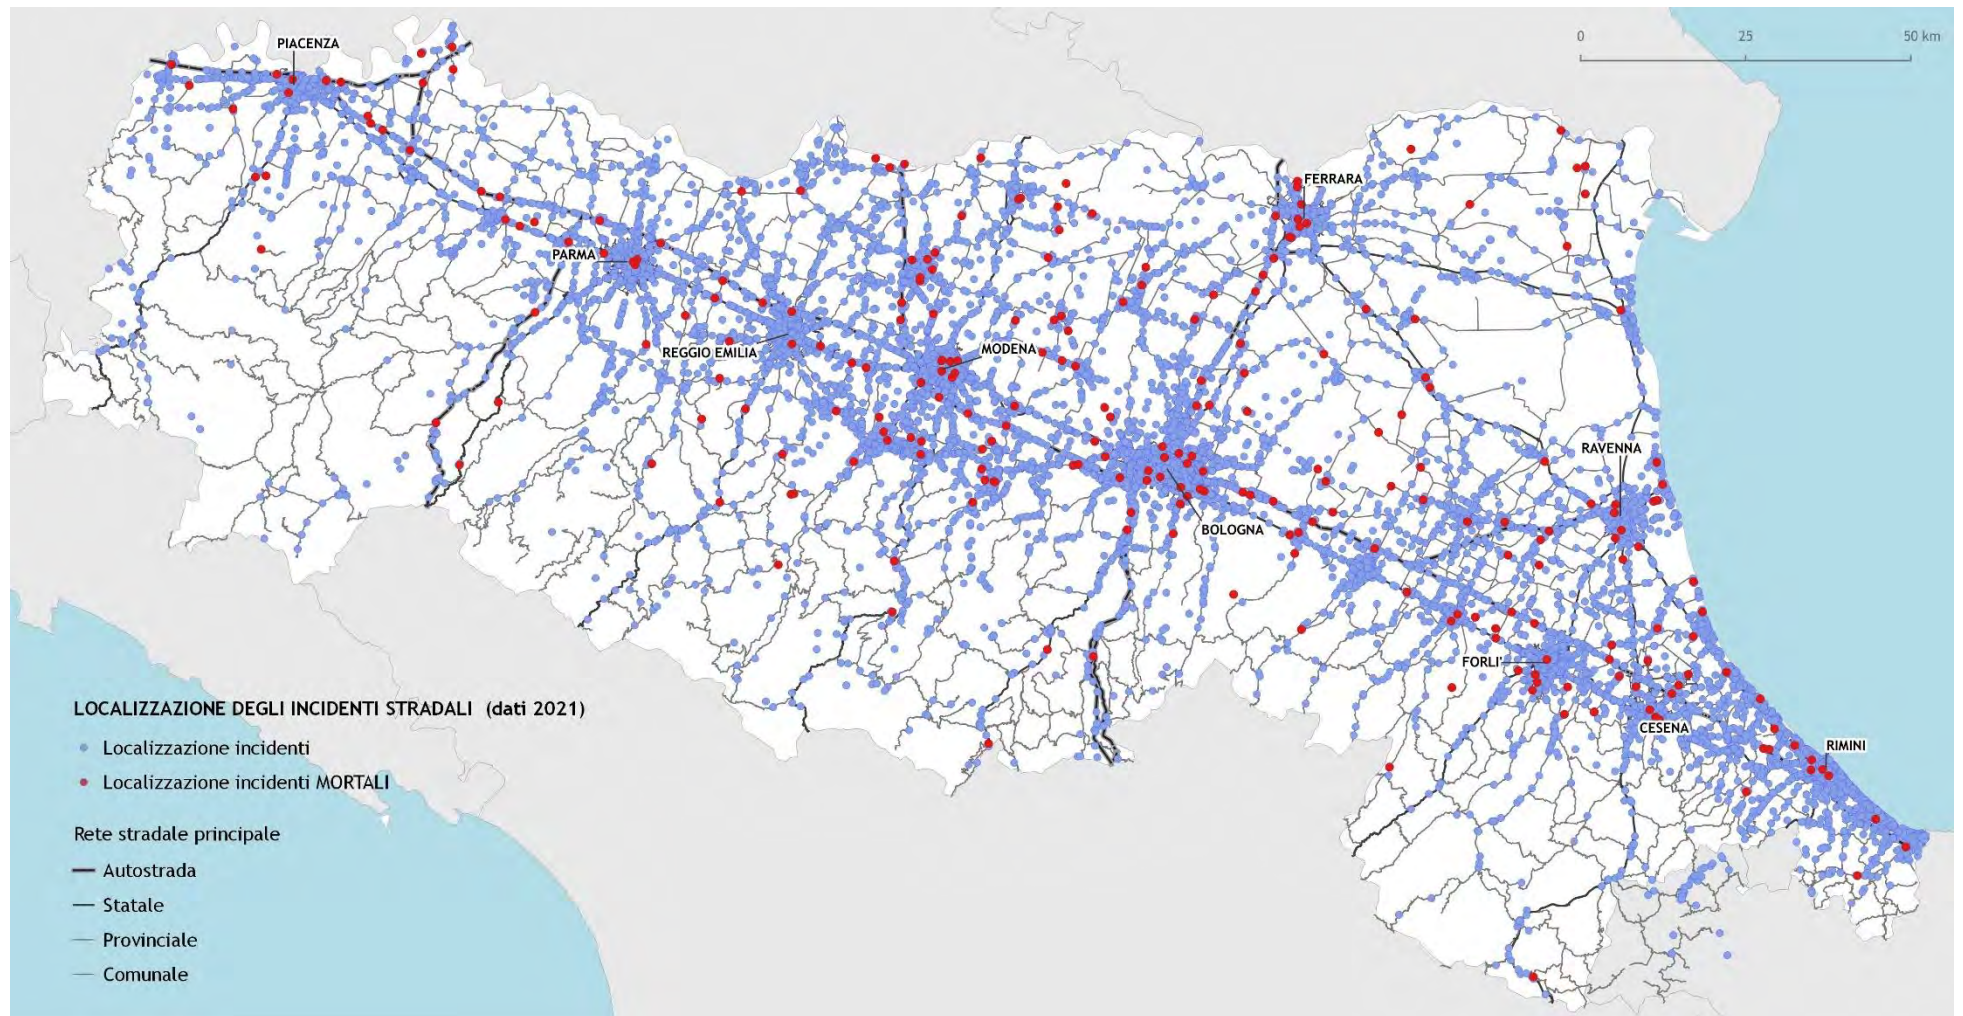 0 25 50 km
PIACENZA
FERRARA
PARMA
REGGIO EMILIA
MODENA
RAVENNA
BOLOGNA
FORLI'
CESENA
RIMINI
LOCALIZZAZIONE DEGLI INCIDENTI STRADALI (dati 2021)
Localizzazione incidenti
Localizzazione incidenti MORTALI
Rete stradale principale
Autostrada
Statale
Provinciale
Comunale